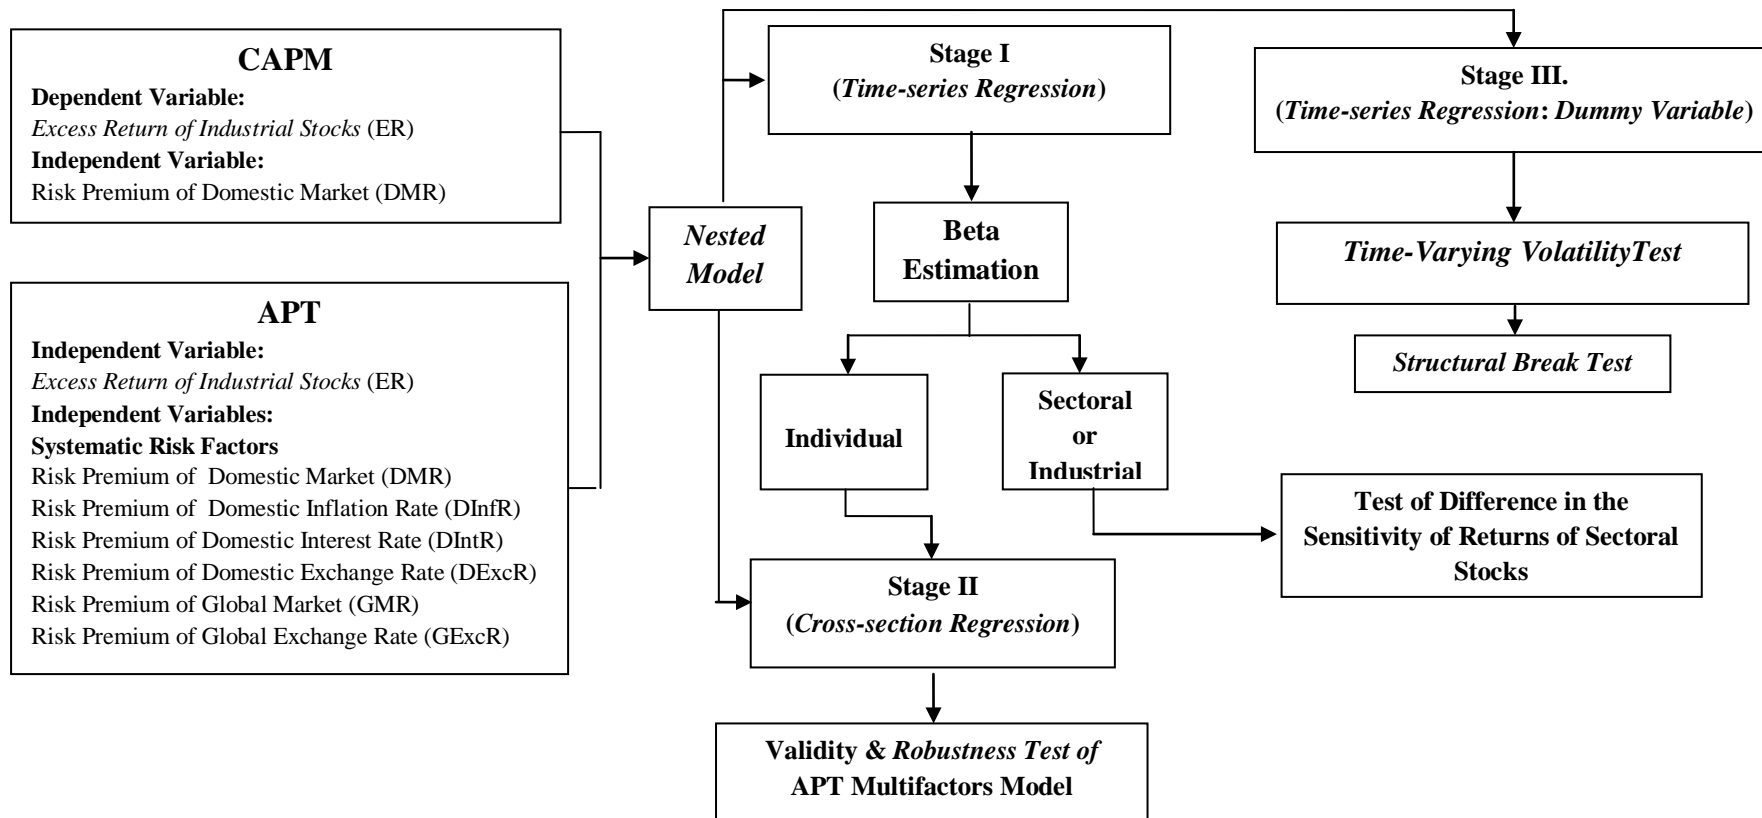 CAPM
Dependent Variable:
Excess Return of Industrial Stocks (ER)
Independent Variable:
Risk Premium of Domestic Market (DMR)
APT
Independent Variable:
Excess Return of Industrial Stocks (ER)
Independent Variables:
Systematic Risk Factors
Risk Premium of Domestic Market (DMR)
Risk Premium of Domestic Inflation Rate (DInfR)
Risk Premium of Domestic Interest Rate (DIntR)
Risk Premium of Domestic Exchange Rate (DExcR)
Risk Premium of Global Market (GMR)
Risk Premium of Global Exchange Rate (GExcR)
Nested
Model
Stage I
(Time-series Regression)
Beta
Estimation
Individual
Sectoral
or
Industrial
Stage II
(Cross-section Regression)
Validity & Robustness Test of
APT Multifactors Model
Stage III.
(Time-series Regression: Dummy Variable)
Time-Varying VolatilityTest
Structural Break Test
Test of Difference in the
Sensitivity of Returns of Sectoral
Stocks